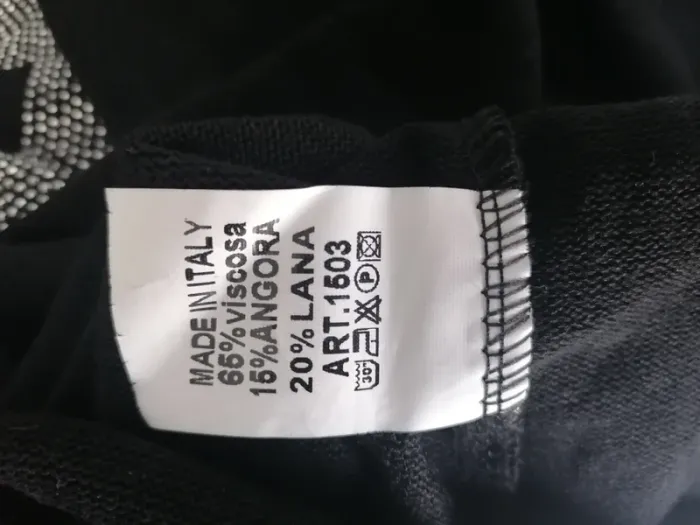 MADE IN ITALY
65%viscosa
15%ANGORA
20% LANA
ART.1503
30° P